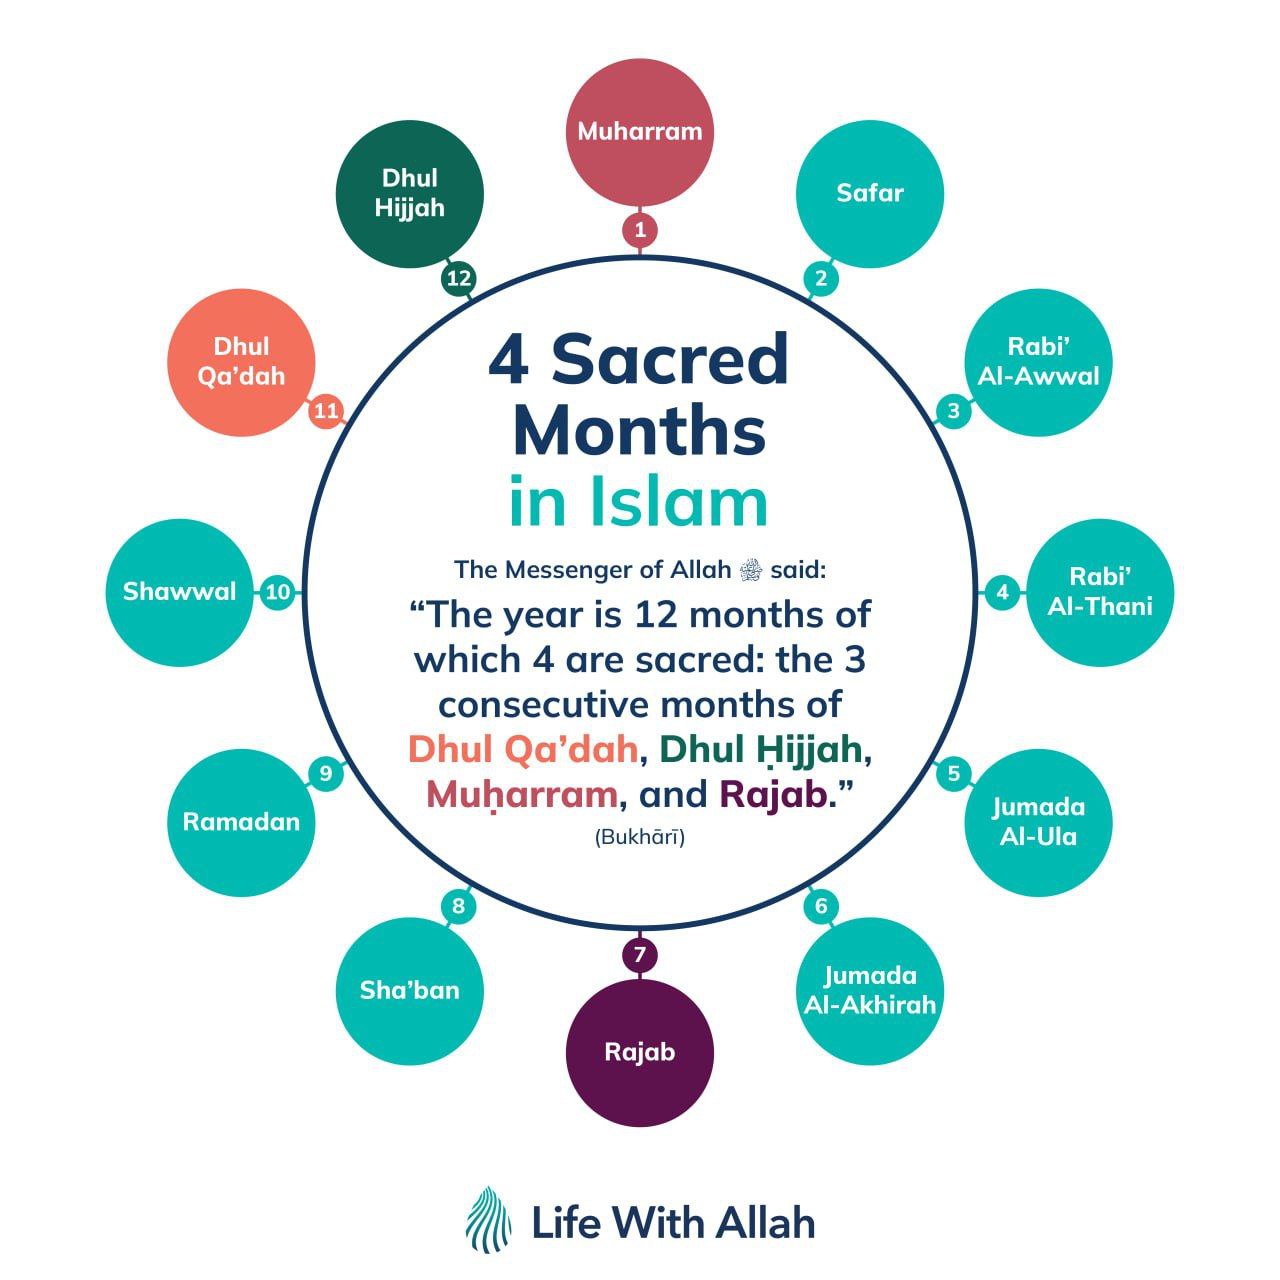 Muharram
1
Safar
2
Rabi’
Al-Awwal
3
Rabi’
Al-Thani
4
Jumada
Al-Ula
5
Jumada
Al-Akhirah
6
Rajab
7
Sha’ban
8
Ramadan
9
Shawwal
10
Dhul
Qa’dah
11
Dhul
Hijjah
12
4 Sacred
Months
in Islam
The Messenger of Allah ﷺ said:
“The year is 12 months of
which 4 are sacred: the 3
consecutive months of
Dhul Qa’dah, Dhul Ḥijjah,
Muḥarram, and Rajab.”
(Bukhārī)
Life With Allah